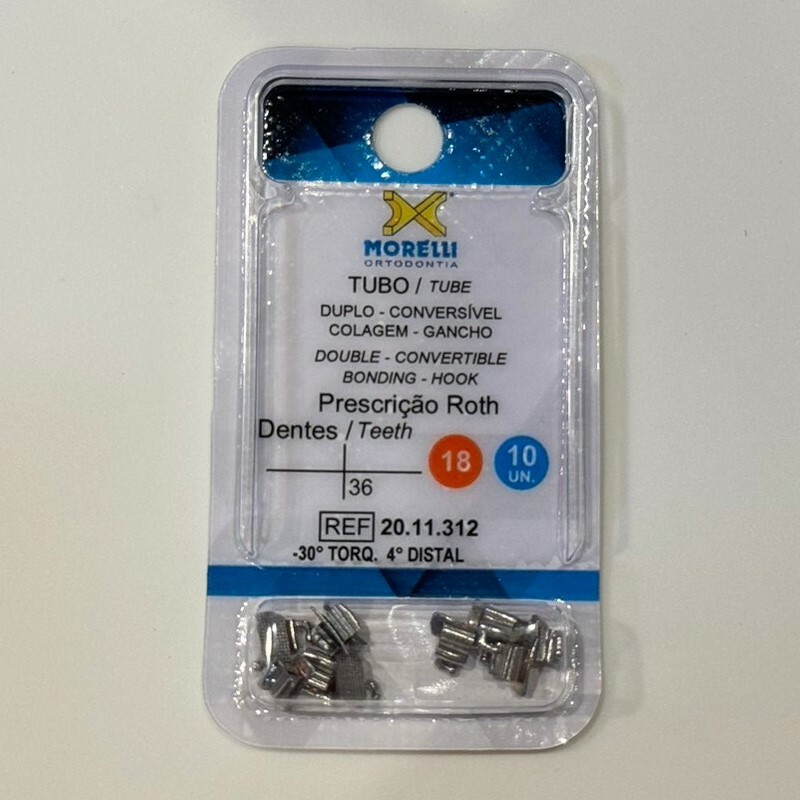 MORELLI
ORTODONTIA
TUBO / TUBE
DUPLO - CONVERSÍVEL
COLAGEM - GANCHO
DOUBLE - CONVERTIBLE
BONDING - HOOK
Prescrição Roth
Dentes / Teeth
18
10
UN.
36
REF 20.11.312
-30° TORQ. 4° DISTAL